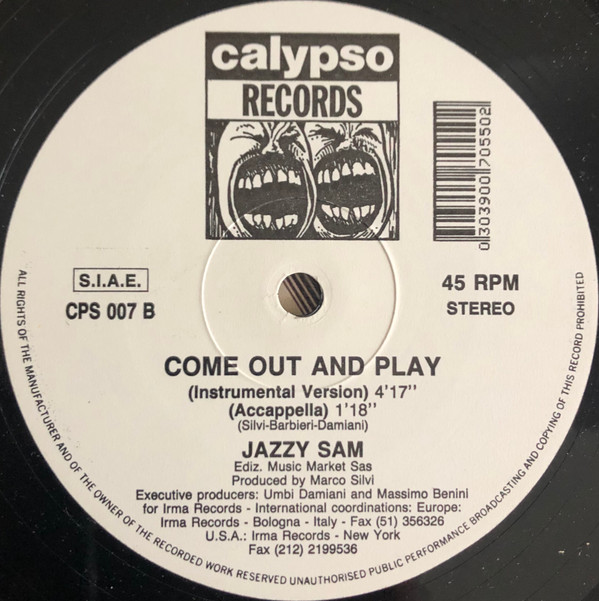 calypso
RECORDS
0 303900 705502
S.I.A.E.
CPS 007 B
45 RPM
STEREO
COME OUT AND PLAY
(Instrumental Version) 4'17''
(Accappella) 1'18''
(Silvi-Barbieri-Damiani)
JAZZY SAM
Ediz. Music Market Sas
Produced by Marco Silvi
Executive producers: Umbi Damiani and Massimo Benini
for Irma Records - International coordinations: Europe:
Irma Records - Bologna - Italy - Fax (51) 356326
U.S.A.: Irma Records - New York
Fax (212) 2199536
ALL RIGHTS OF THE MANUFACTURER AND OF THE OWNER OF THE RECORDED WORK RESERVED UNAUTHORISED PUBLIC PERFORMANCE BROADCASTING AND COPYING OF THIS RECORD PROHIBITED